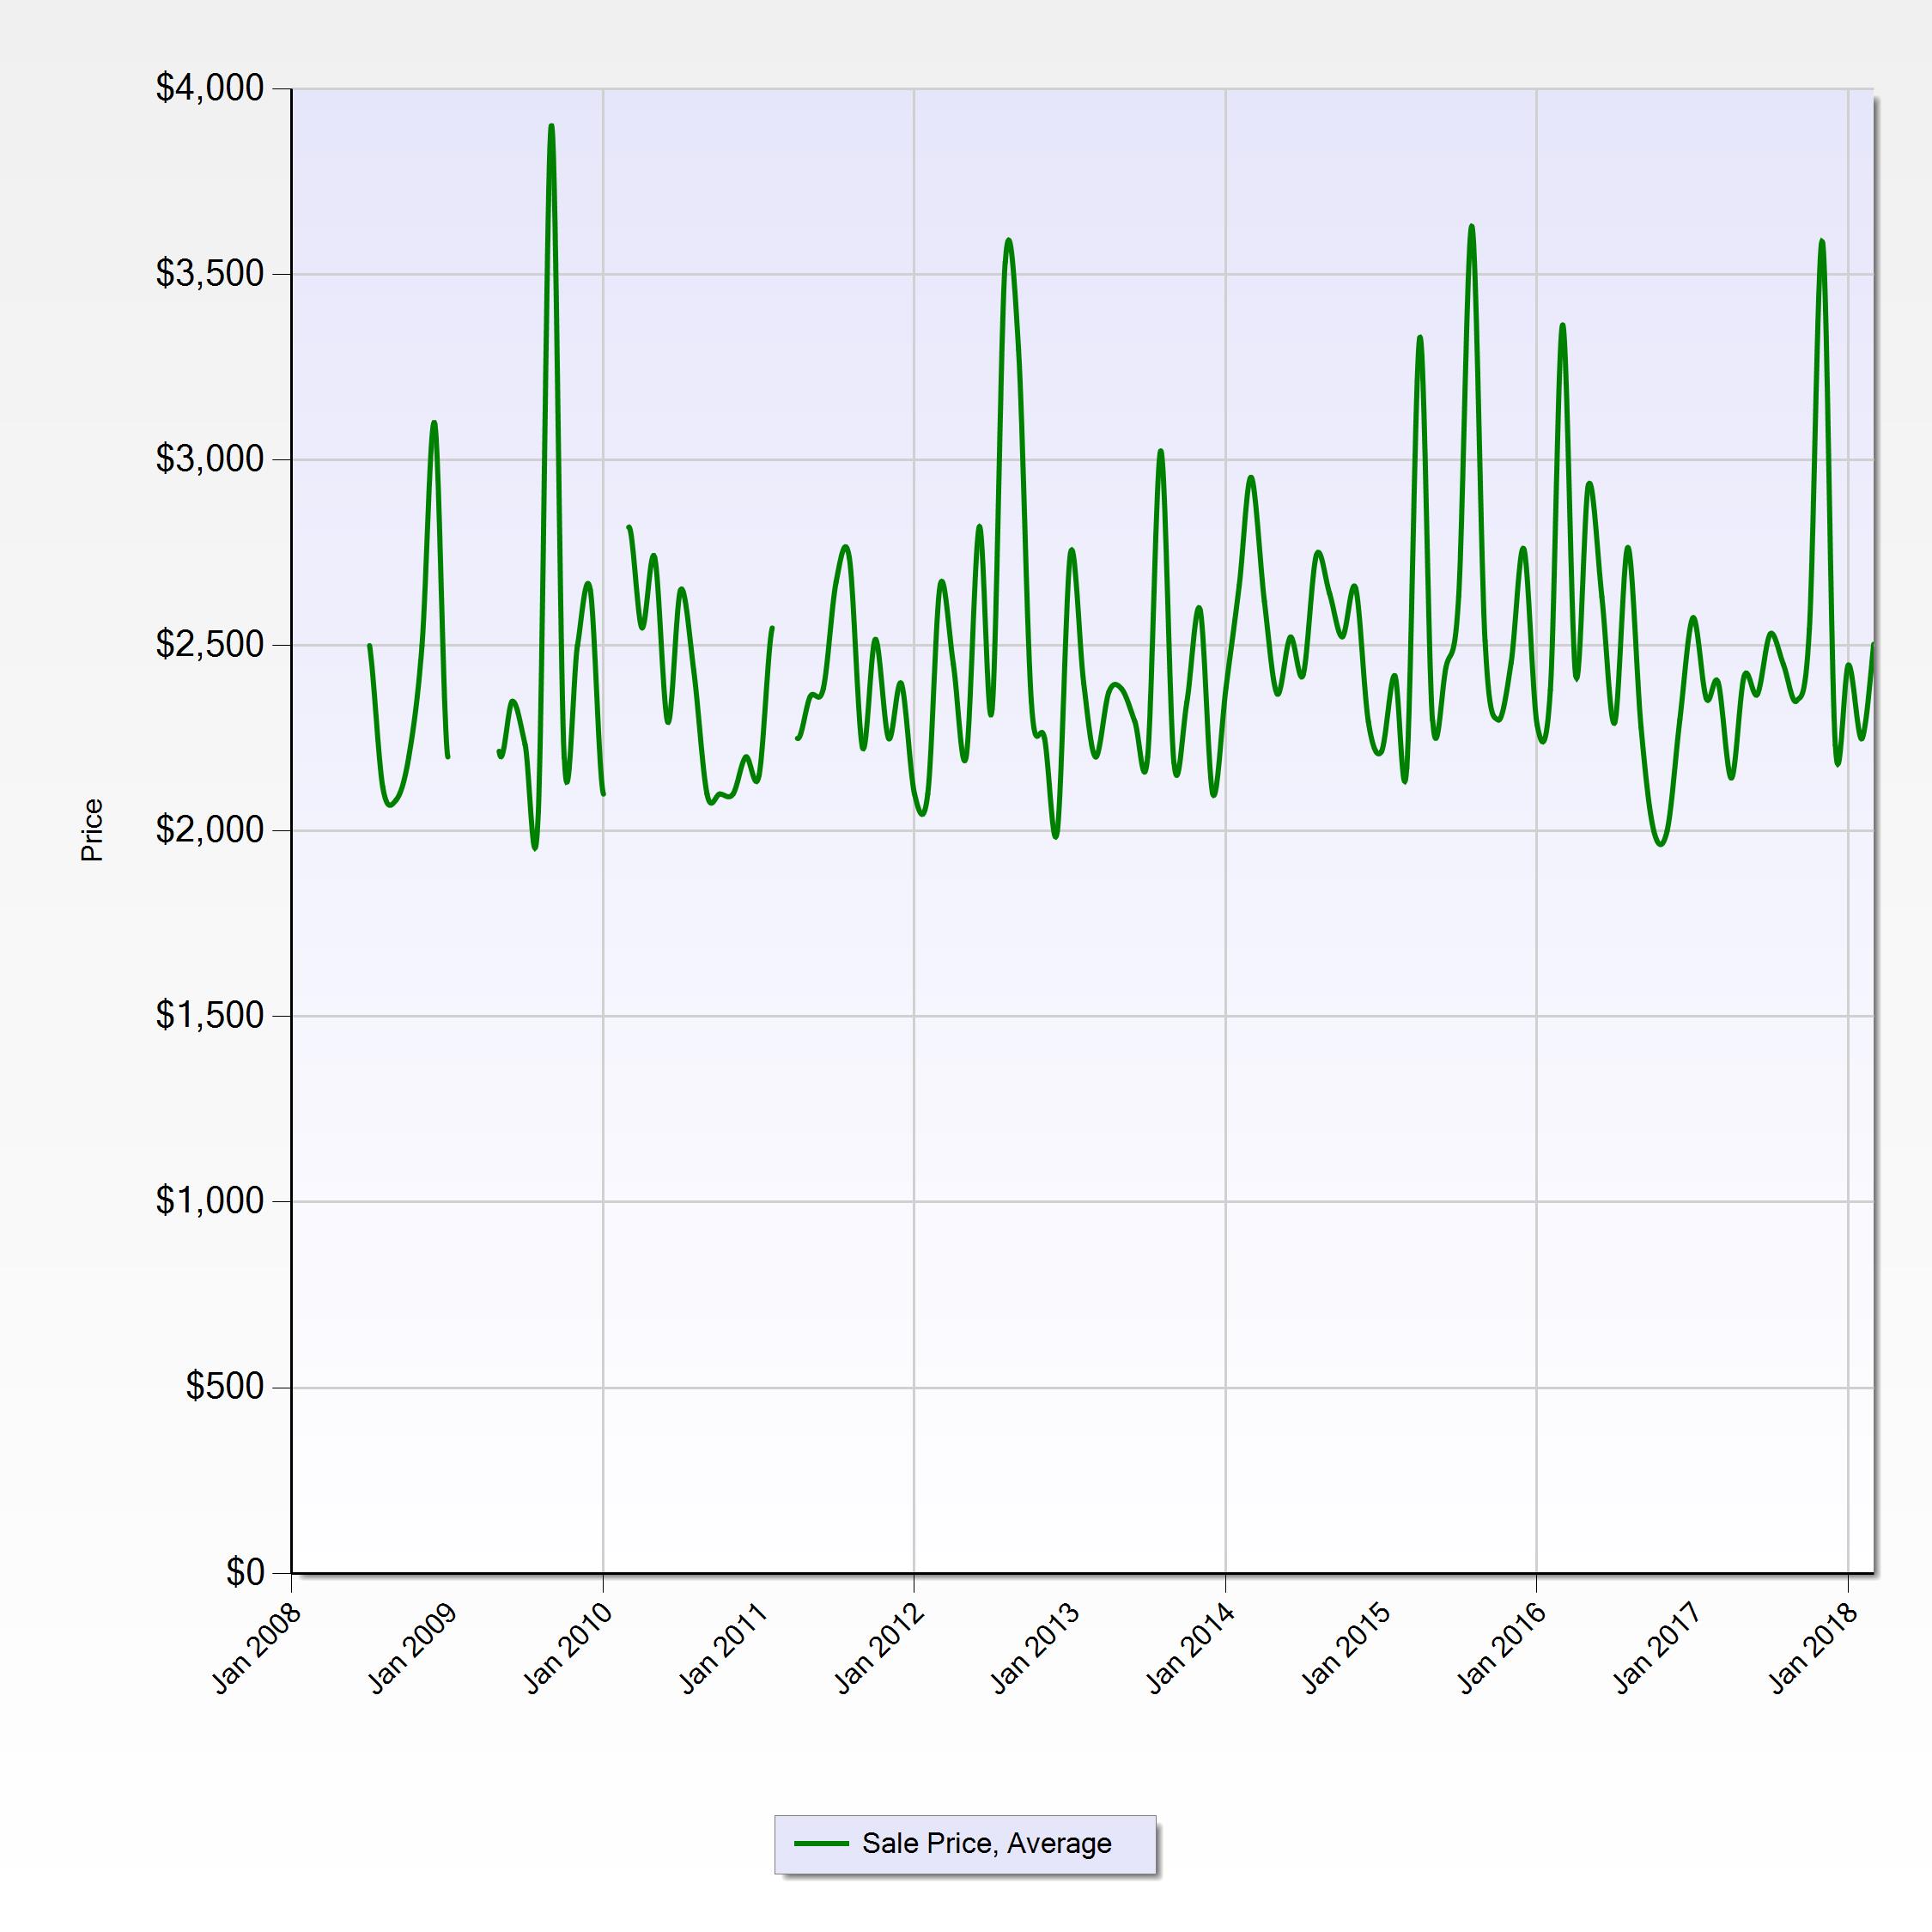 $4,000
$3,500
$3,000
$2,500
$2,000
$1,500
$1,000
$500
$0
Price
Jan 2008
Jan 2009
Jan 2010
Jan 2011
Jan 2012
Jan 2013
Jan 2014
Jan 2015
Jan 2016
Jan 2017
Jan 2018
Sale Price, Average